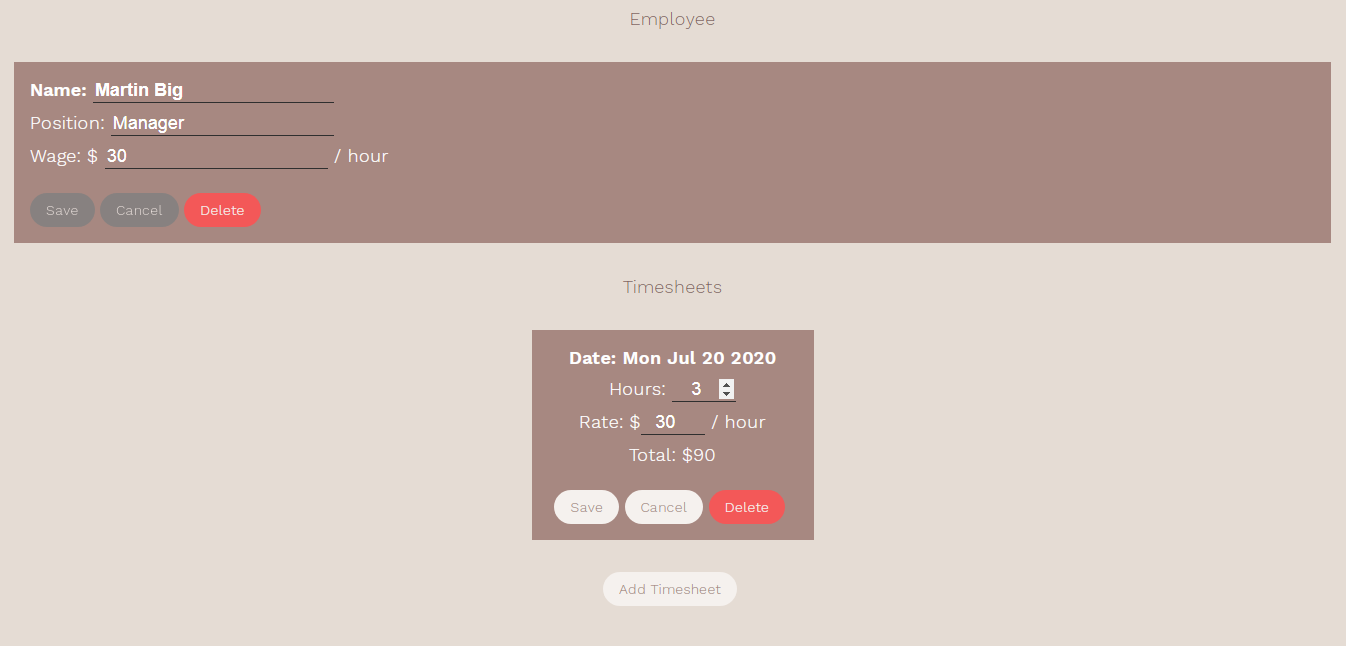 Employee
Name: Martin Big
Position: Manager
Wage: $ 30 / hour
Save Cancel Delete
Timesheets
Date: Mon Jul 20 2020
Hours: 3
Rate: $ 30 / hour
Total: $90
Save Cancel Delete
Add Timesheet